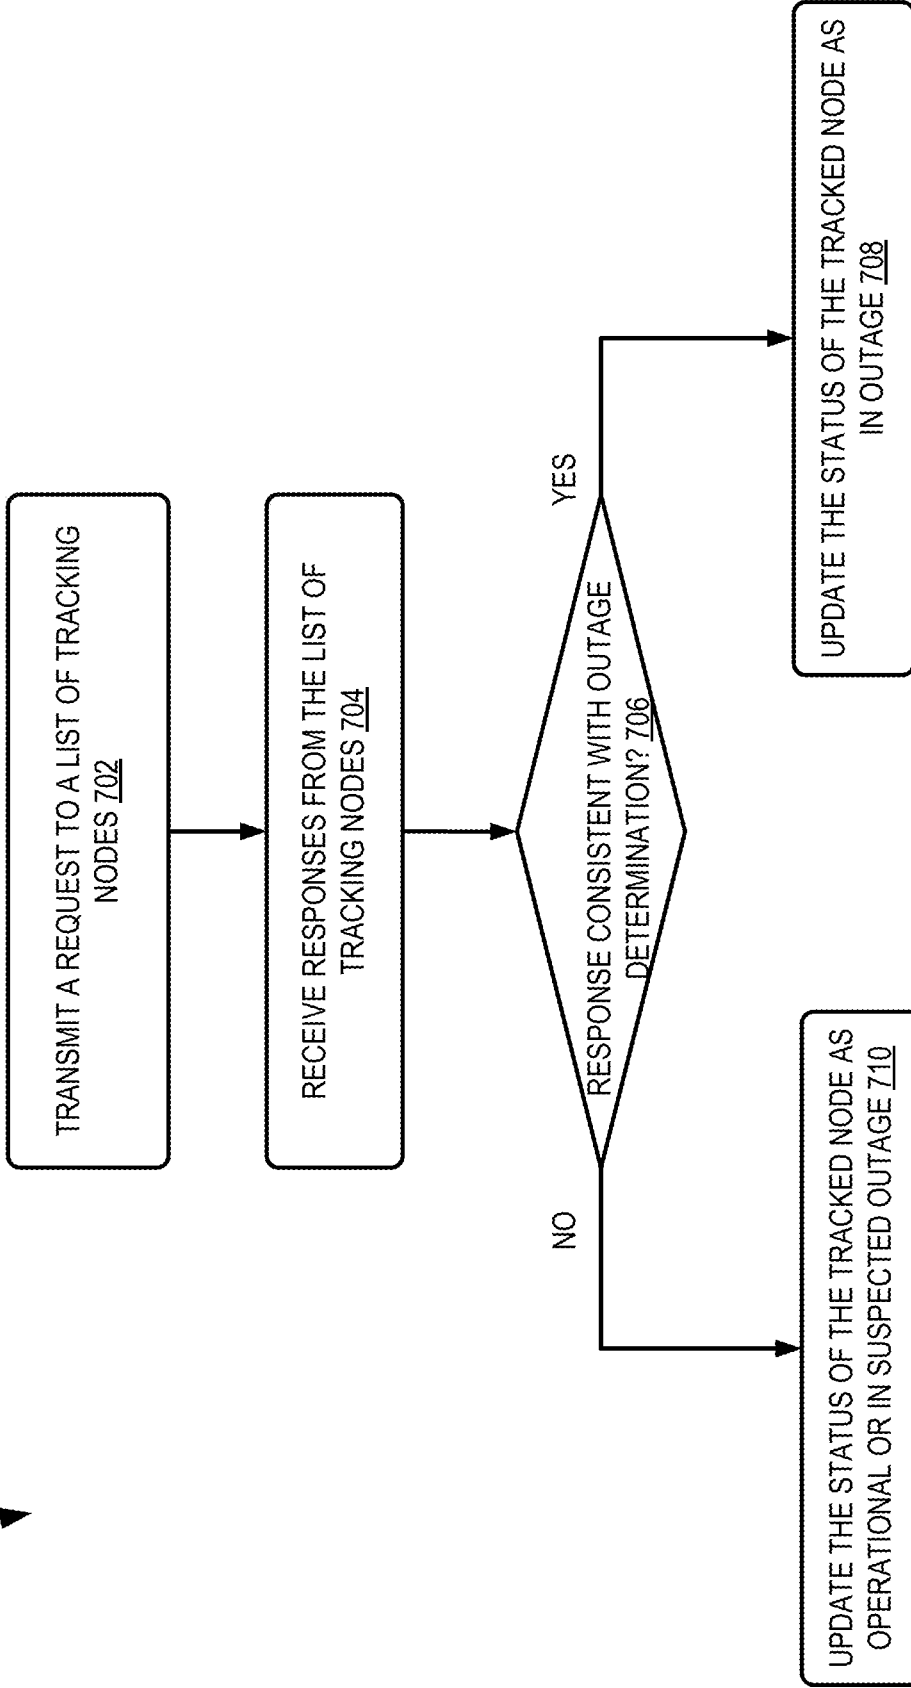 TRANSMIT A REQUEST TO A LIST OF TRACKING
NODES 702
RECEIVE RESPONSES FROM THE LIST OF
TRACKING NODES 704
RESPONSE CONSISTENT WITH OUTAGE
DETERMINATION? 706
NO
YES
UPDATE THE STATUS OF THE TRACKED NODE AS
OPERATIONAL OR IN SUSPECTED OUTAGE 710
UPDATE THE STATUS OF THE TRACKED NODE AS
IN OUTAGE 708